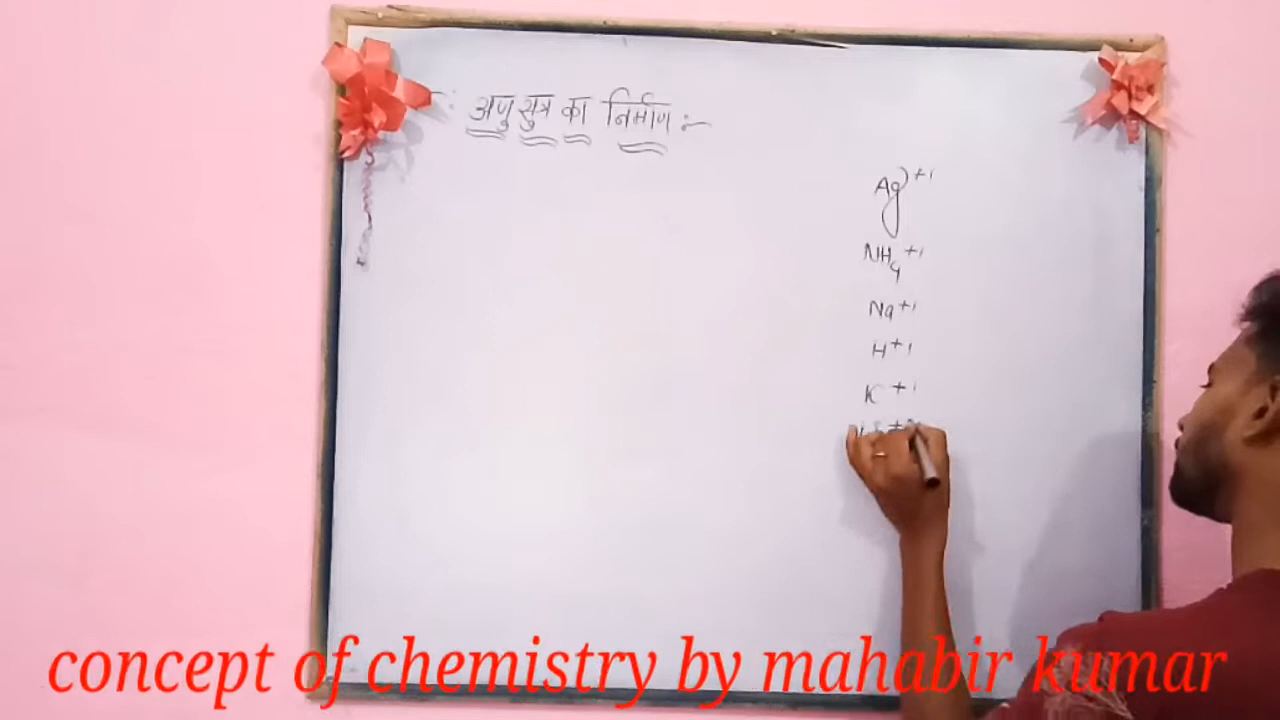 अणु सुत्र का निर्माण :-
Ag⁺¹
NH₄⁺¹
Na⁺¹
H⁺¹
K⁺¹
concept of chemistry by mahabir kumar